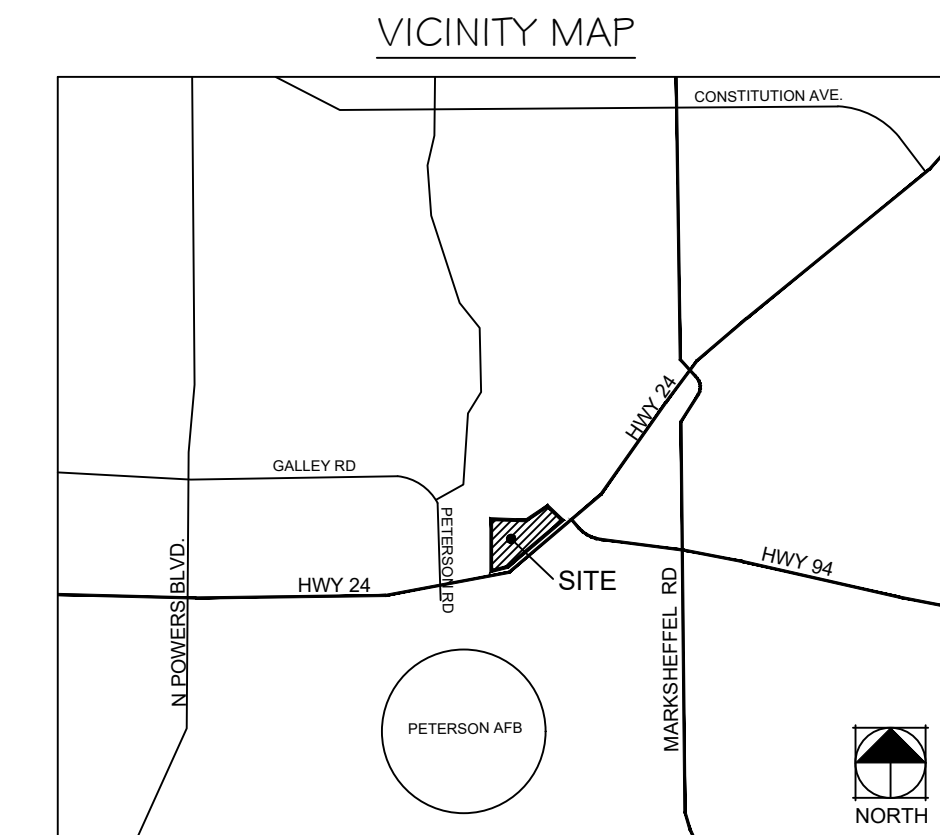 VICINITY MAP
CONSTITUTION AVE.
HWY 24
GALLEY RD
PETERSON RD
N POWERS BLVD.
HWY 24
SITE
HWY 94
MARKSHEFFEL RD
PETERSON AFB
NORTH